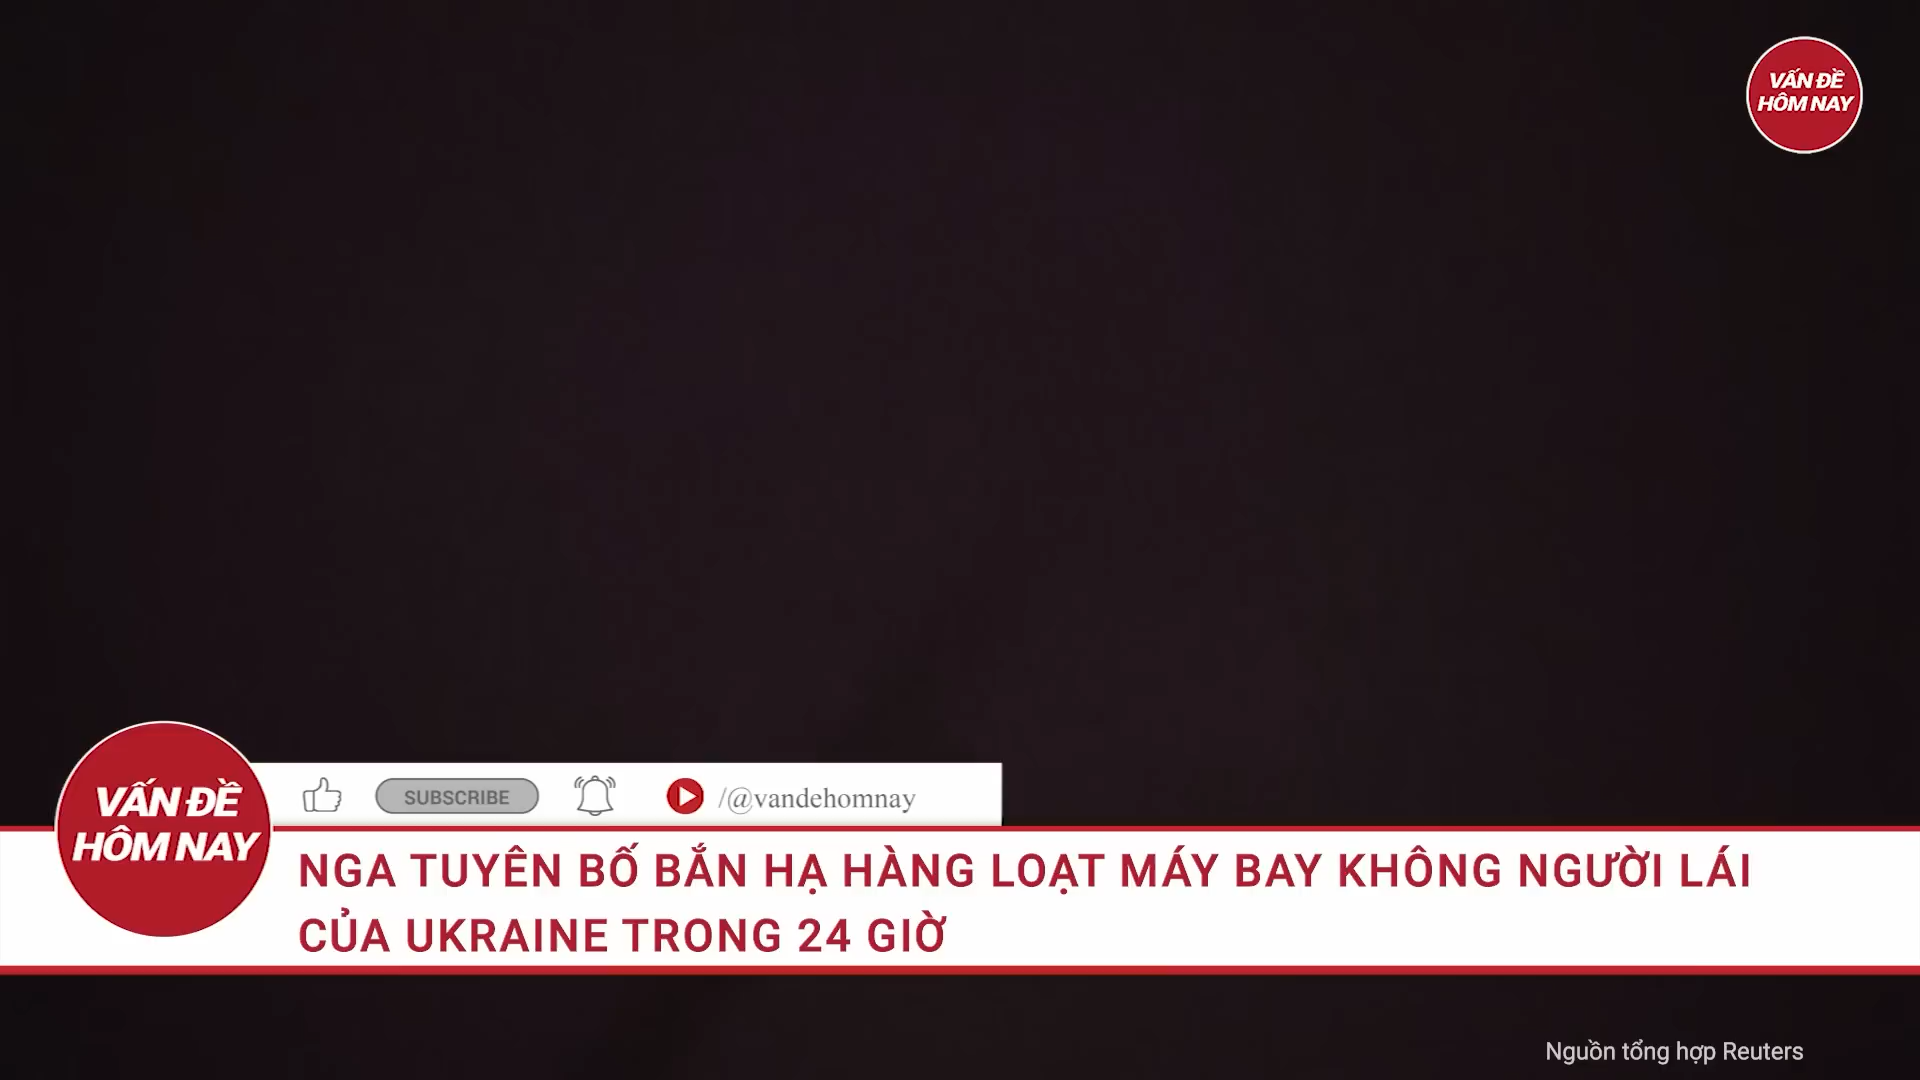 VẤN ĐỀ
HÔM NAY
VẤN ĐỀ
HÔM NAY
SUBSCRIBE
/@vandehomnay
NGA TUYÊN BỐ BẮN HẠ HÀNG LOẠT MÁY BAY KHÔNG NGƯỜI LÁI
CỦA UKRAINE TRONG 24 GIỜ
Nguồn tổng hợp Reuters